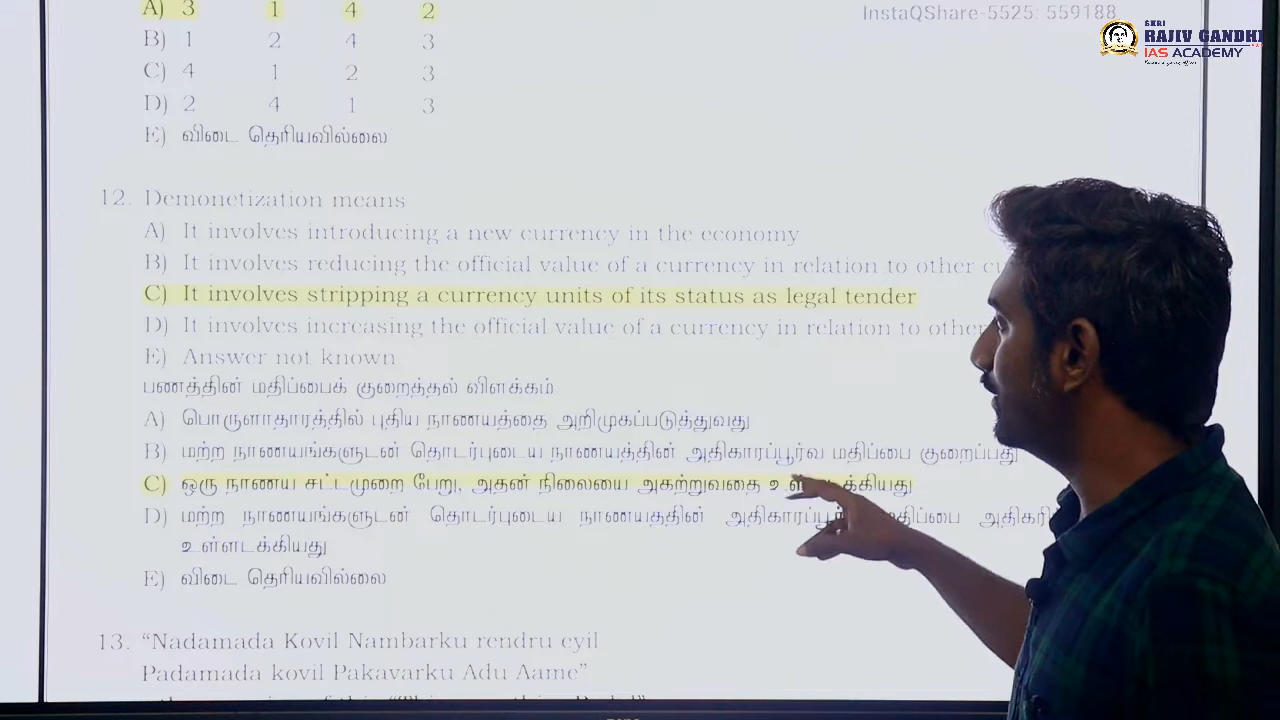 A) 3 1 4 2
InstaQShare-5525: 559188
SHRI
RAJIV GANDHI
IAS ACADEMY
B) 1 2 4 3
C) 4 1 2 3
D) 2 4 1 3
E) விடை தெரியவில்லை
12. Demonetization means
A) It involves introducing a new currency in the economy
B) It involves reducing the official value of a currency in relation to other
C) It involves stripping a currency units of its status as legal tender
D) It involves increasing the official value of a currency in relation to other
E) Answer not known
பணத்தின் மதிப்பைக் குறைத்தல் விளக்கம்
A) பொருளாதாரத்தில் புதிய நாணயத்தை அறிமுகப்படுத்துவது
B) மற்ற நாணயங்களுடன் தொடர்புடைய நாணயத்தின் அதிகாரப்பூர்வ மதிப்பை குறைப்பது
C) ஒரு நாணய சட்டமுறை பேறு, அதன் நிலையை அகற்றுவதை
D) மற்ற நாணயங்களுடன் தொடர்புடைய நாணயத்தின்
உள்ளடக்கியது
E) விடை தெரியவில்லை
13. "Nadamada Kovil Nambarku rendru eyil
Padamada kovil Pakavarku Adu Aame"